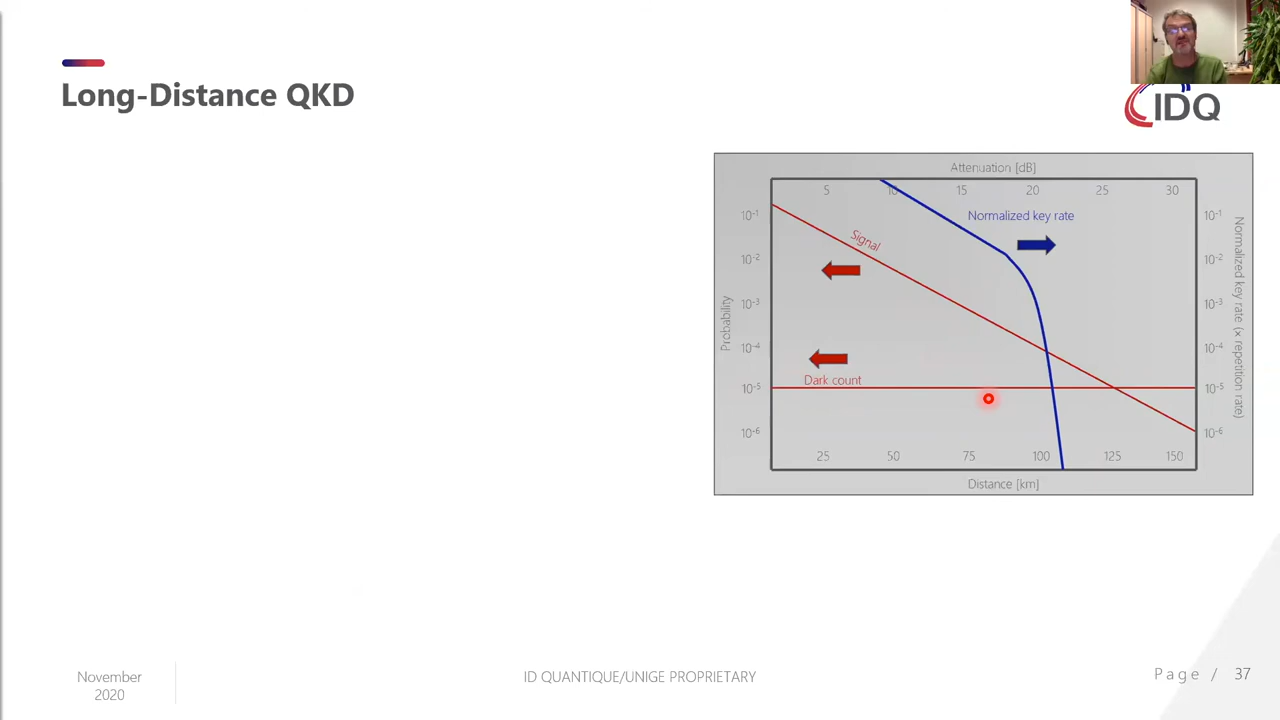 Long-Distance QKD
IDQ
Attenuation [dB]
5 10 15 20 25 30
Normalized key rate
Signal
Dark count
10-1 10-1
10-2 10-2
10-3 10-3
10-4 10-4
10-5 10-5
10-6 10-6
Probability
Normalized key rate (x repetition rate)
25 50 75 100 125 150
Distance [km]
November
2020
ID QUANTIQUE/UNIGE PROPRIETARY
Page / 37